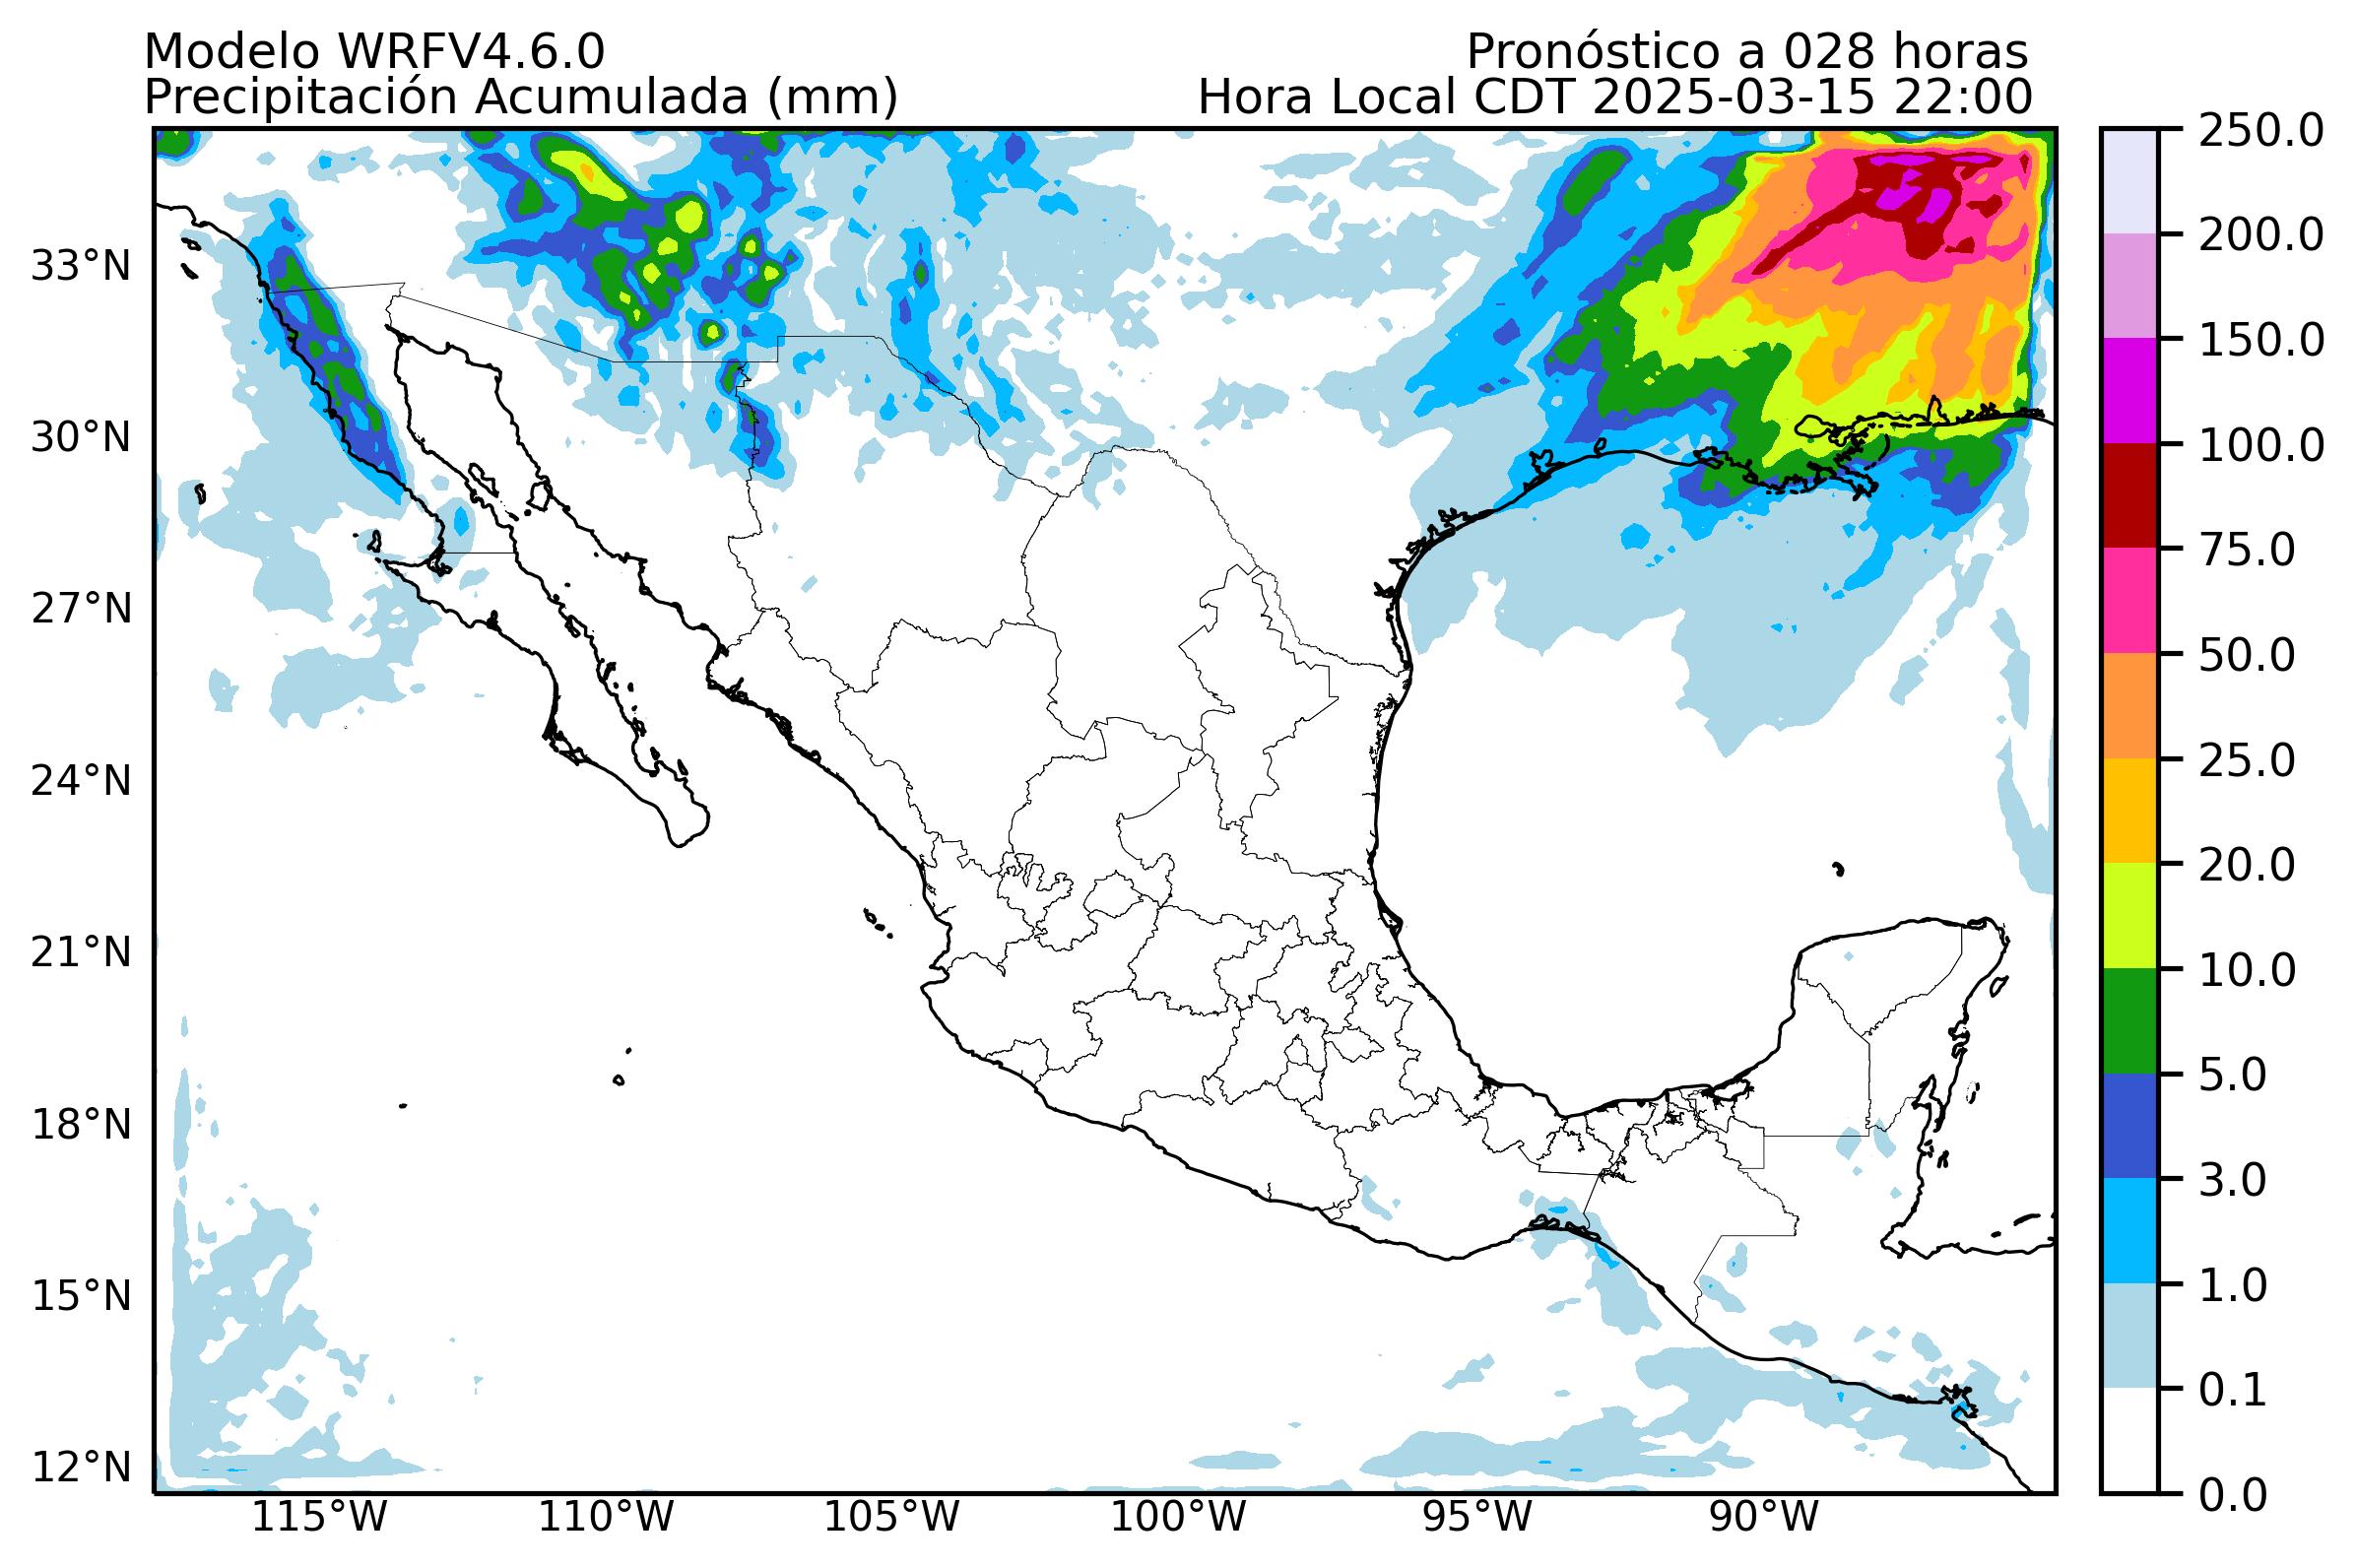 Modelo WRFV4.6.0
Pronóstico a 028 horas
Precipitación Acumulada (mm)
Hora Local CDT 2025-03-15 22:00
33°N
30°N
27°N
24°N
21°N
18°N
15°N
12°N
115°W
110°W
105°W
100°W
95°W
90°W
250.0
200.0
150.0
100.0
75.0
50.0
25.0
20.0
10.0
5.0
3.0
1.0
0.1
0.0